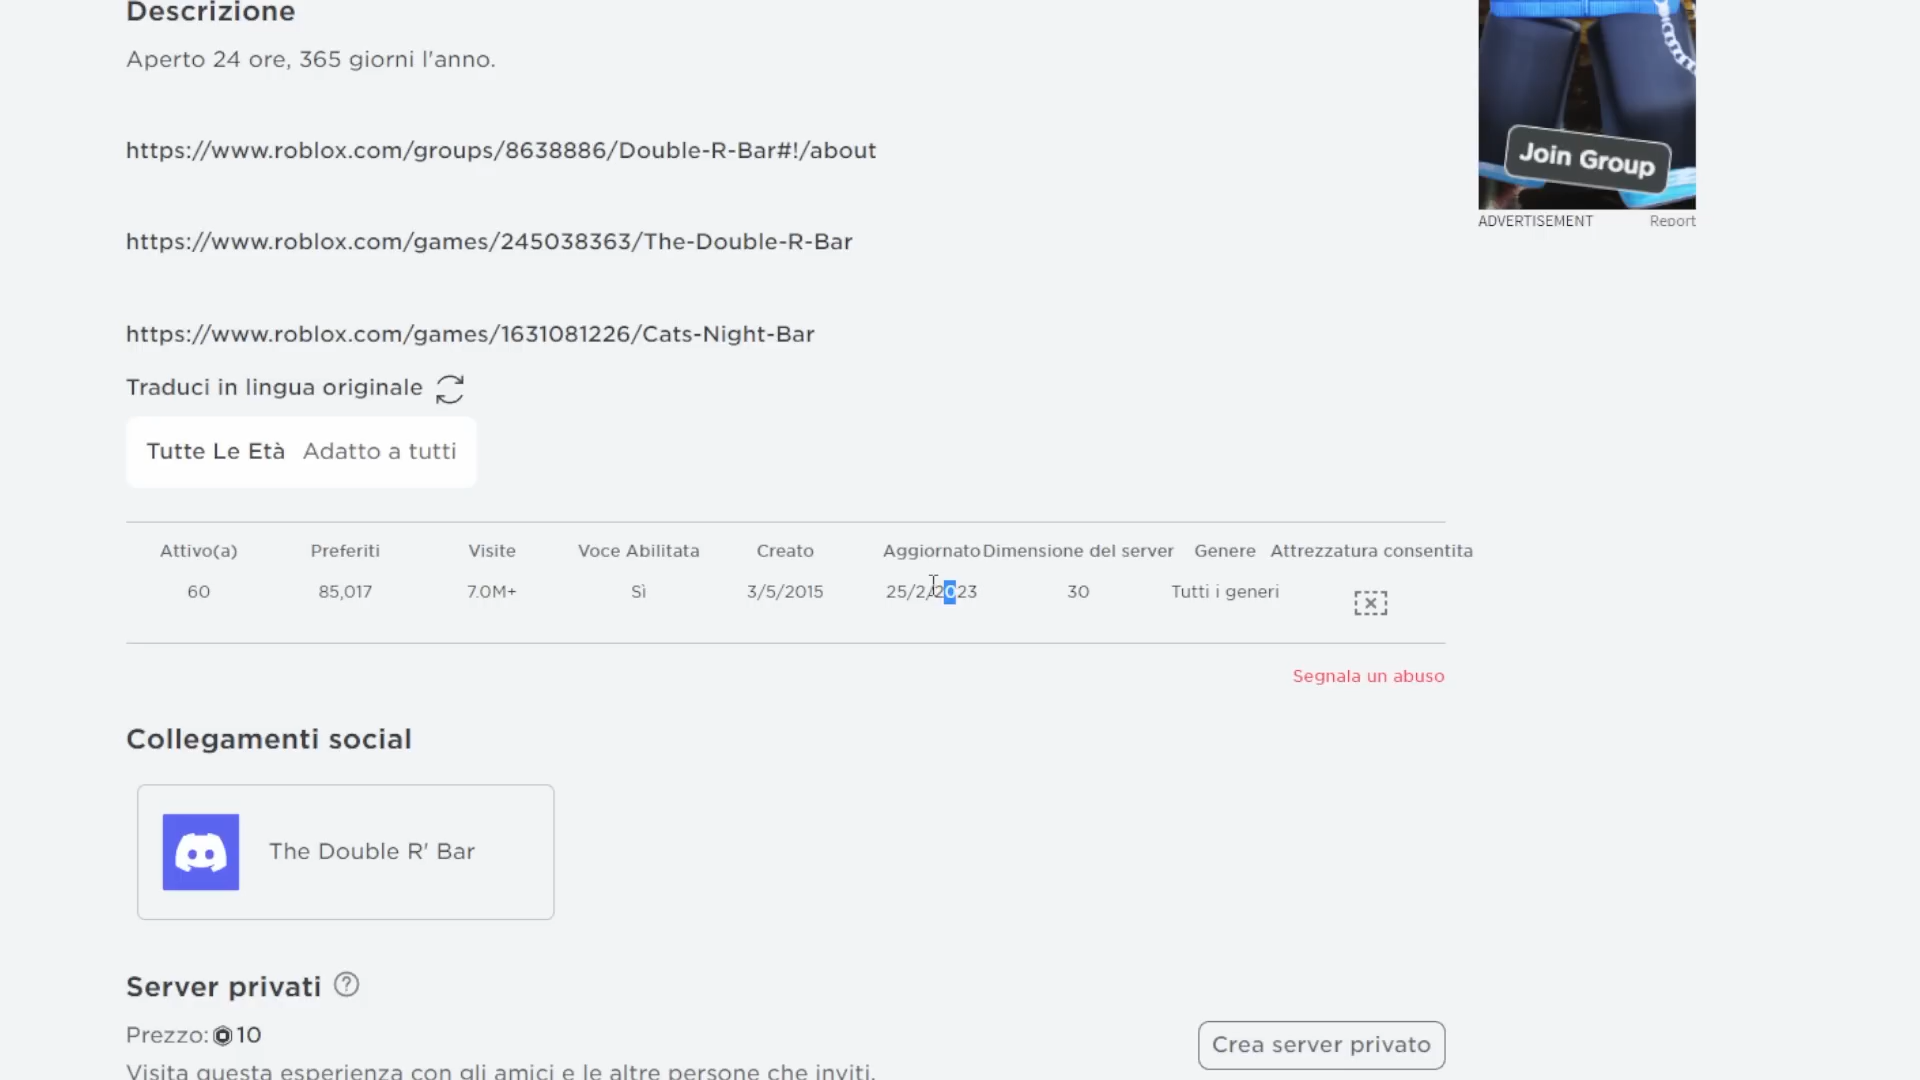 Descrizione
Aperto 24 ore, 365 giorni l'anno.
https://www.roblox.com/groups/8638886/Double-R-Bar#!/about
https://www.roblox.com/games/245038363/The-Double-R-Bar
https://www.roblox.com/games/1631081226/Cats-Night-Bar
Traduci in lingua originale
Tutte Le Età Adatto a tutti
Attivo(a) Preferiti Visite Voce Abilitata Creato Aggiornato Dimensione del server Genere Attrezzatura consentita
60 85,017 7.0M+ Sì 3/5/2015 25/2/2023 30 Tutti i generi
Segnala un abuso
Collegamenti social
The Double R' Bar
Server privati
Prezzo: 10
Crea server privato
Visita questa esperienza con gli amici e le altre persone che inviti.
Join Group
ADVERTISEMENT Report